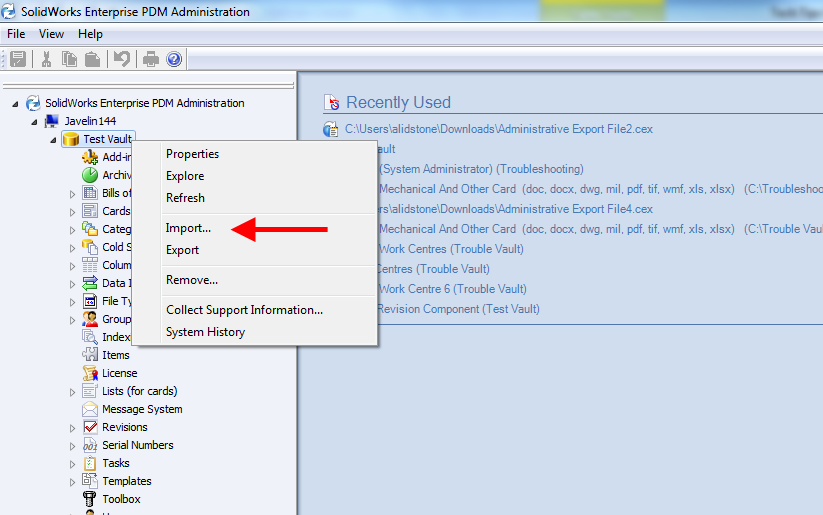 SolidWorks Enterprise PDM Administration
File View Help
SolidWorks Enterprise PDM Administration
Javelin144
Test Vault
Add-in
Archiv
Bills of
Cards
Categ
Cold S
Colum
Data I
File Ty
Group
Index
Items
License
Lists (for cards)
Message System
Revisions
Serial Numbers
Tasks
Templates
Toolbox
Properties
Explore
Refresh
Import...
Export
Remove...
Collect Support Information...
System History
Recently Used
C:\Users\alidstone\Downloads\Administrative Export File2.cex
ault
(System Administrator) (Troubleshooting)
Mechanical And Other Card (doc, docx, dwg, mil, pdf, tif, wmf, xls, xlsx) (C:\Troubleshoo
alidstone\Downloads\Administrative Export File4.cex
Mechanical And Other Card (doc, docx, dwg, mil, pdf, tif, wmf, xls, xlsx) (C:\Trouble Vau
Work Centres (Trouble Vault)
Centres (Trouble Vault)
Work Centre 6 (Trouble Vault)
Revision Component (Test Vault)